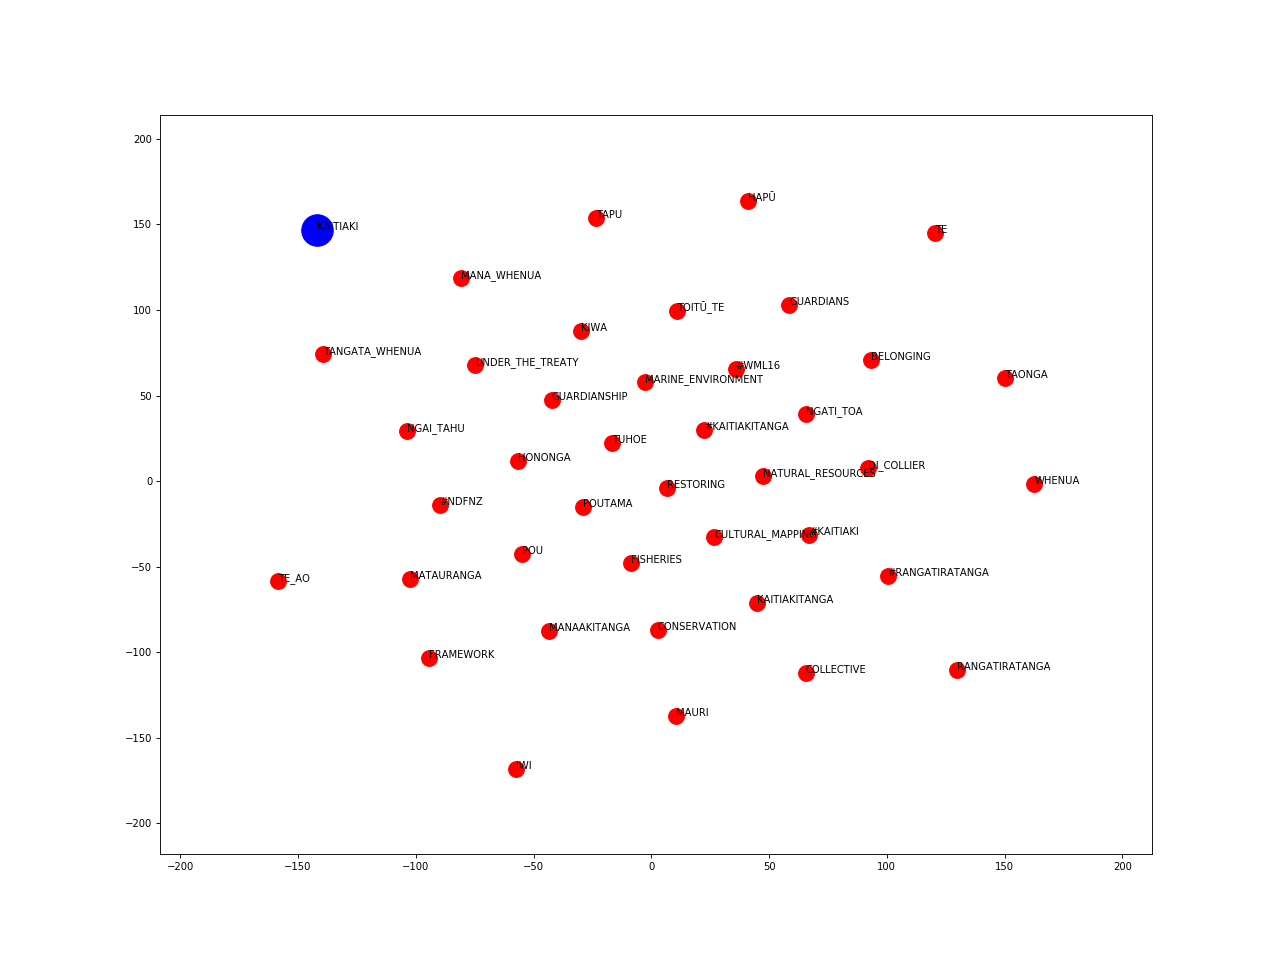 200
HAPŪ
TAPU
150
KAITIAKI
TE
MANA_WHENUA
100
TOITŪ_TE
GUARDIANS
KIWA
TANGATA_WHENUA
UNDER_THE_TREATY
#WML16
BELONGING
MARINE_ENVIRONMENT
TAONGA
50
GUARDIANSHIP
NGATI_TOA
NGAI_TAHU
#KAITIAKITANGA
TUHOE
HONONGA
DJ_COLLIER
NATURAL_RESOURCES
0
RESTORING
WHENUA
#NDFNZ
POUTAMA
CULTURAL_MAPPING
#KAITIAKI
−50
POU
FISHERIES
TE_AO
MATAURANGA
#RANGATIRATANGA
KAITIAKITANGA
MANAAKITANGA
CONSERVATION
−100
FRAMEWORK
COLLECTIVE
RANGATIRATANGA
MAURI
−150
IWI
−200
−200 −150 −100 −50 0 50 100 150 200